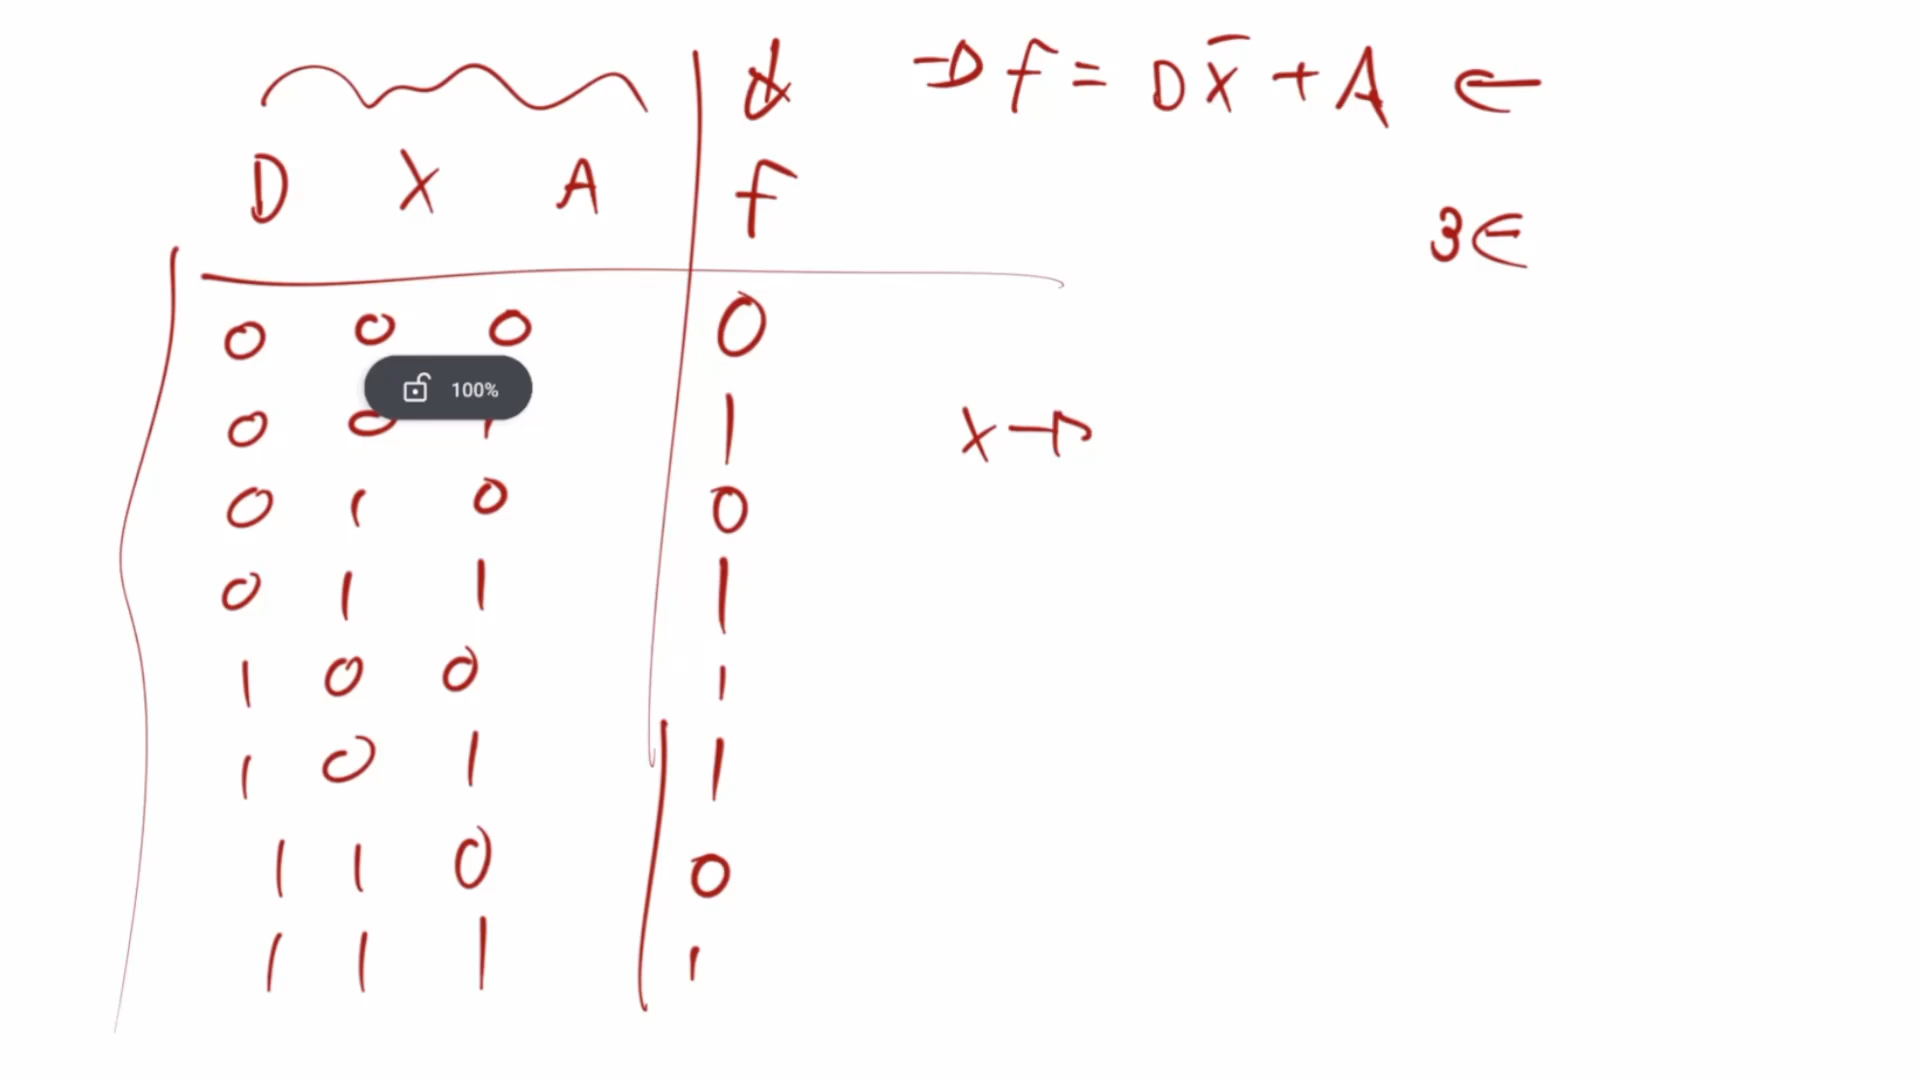 ⇒ F = DX̅ + A ←
D X A F
3 ∈
0 0 0 0
100%
0 0 1 1
X →
0 1 0 0
0 1 1 1
1 0 0 1
1 0 1 1
1 1 0 0
1 1 1 1